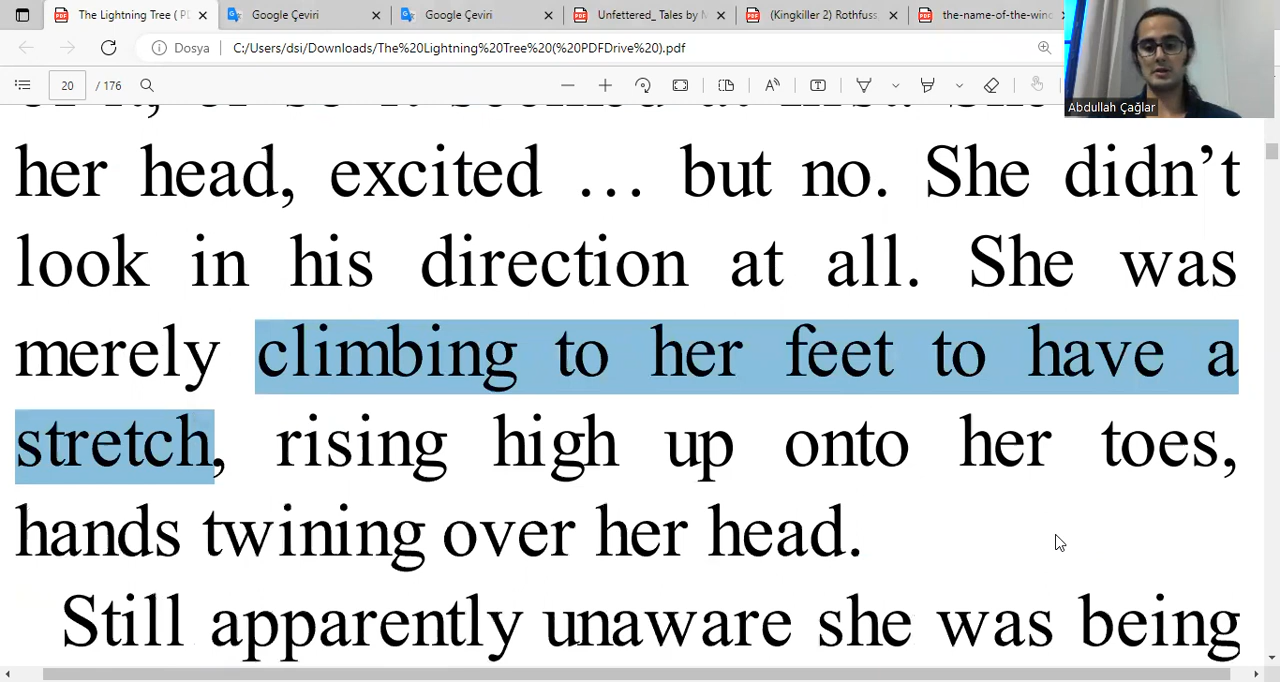 The Lightning Tree ( P
Google Çeviri
Google Çeviri
Unfettered_ Tales by M
(Kingkiller 2) Rothfuss
the-name-of-the-wind
Dosya
C:/Users/dsi/Downloads/The%20Lightning%20Tree%20(%20PDFDrive%20).pdf
20 / 176
Abdullah Çağlar
her head, excited … but no. She didn’t
look in his direction at all. She was
merely climbing to her feet to have a
stretch, rising high up onto her toes,
hands twining over her head.
Still apparently unaware she was being